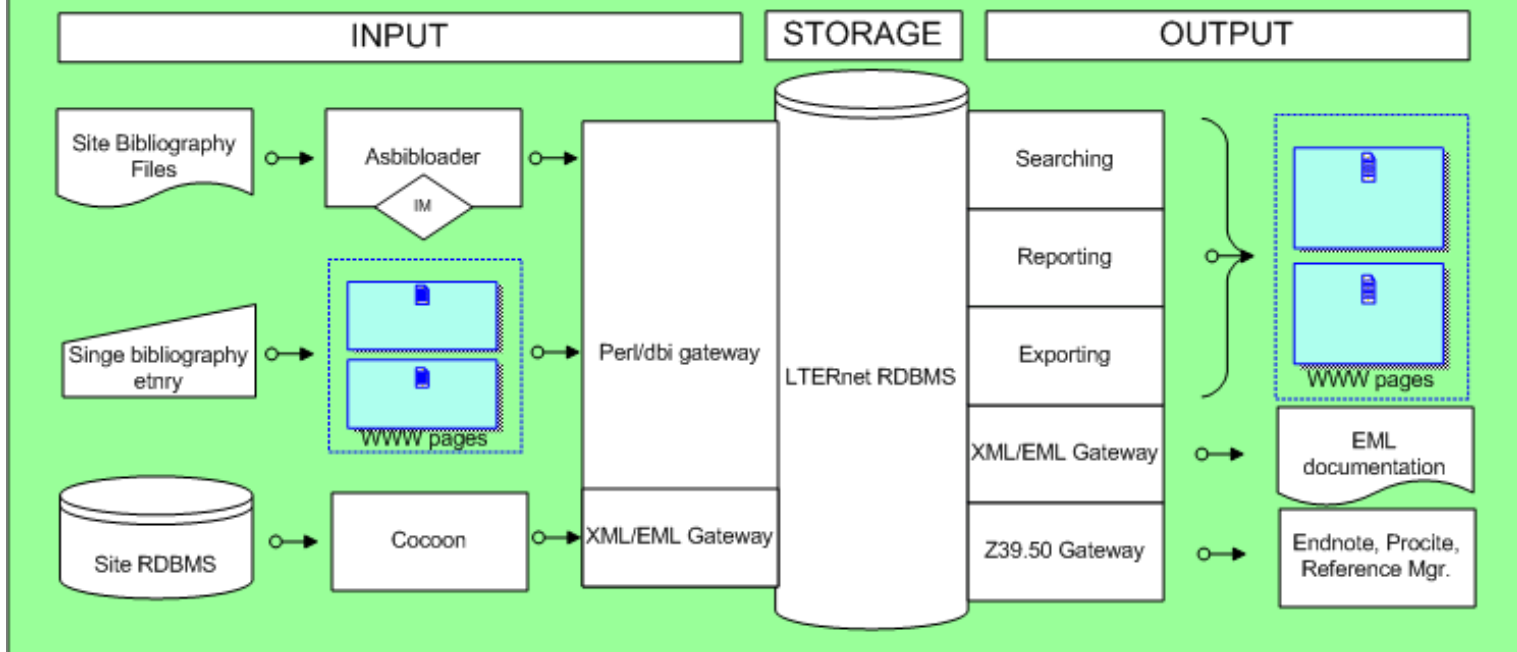 INPUT
STORAGE
OUTPUT
Site Bibliography
Files
Asbibloader
IM
Singe bibliography
etnry
WWW pages
Site RDBMS
Cocoon
Perl/dbi gateway
XML/EML Gateway
LTERnet RDBMS
Searching
Reporting
Exporting
XML/EML Gateway
Z39.50 Gateway
WWW pages
EML
documentation
Endnote, Procite,
Reference Mgr.